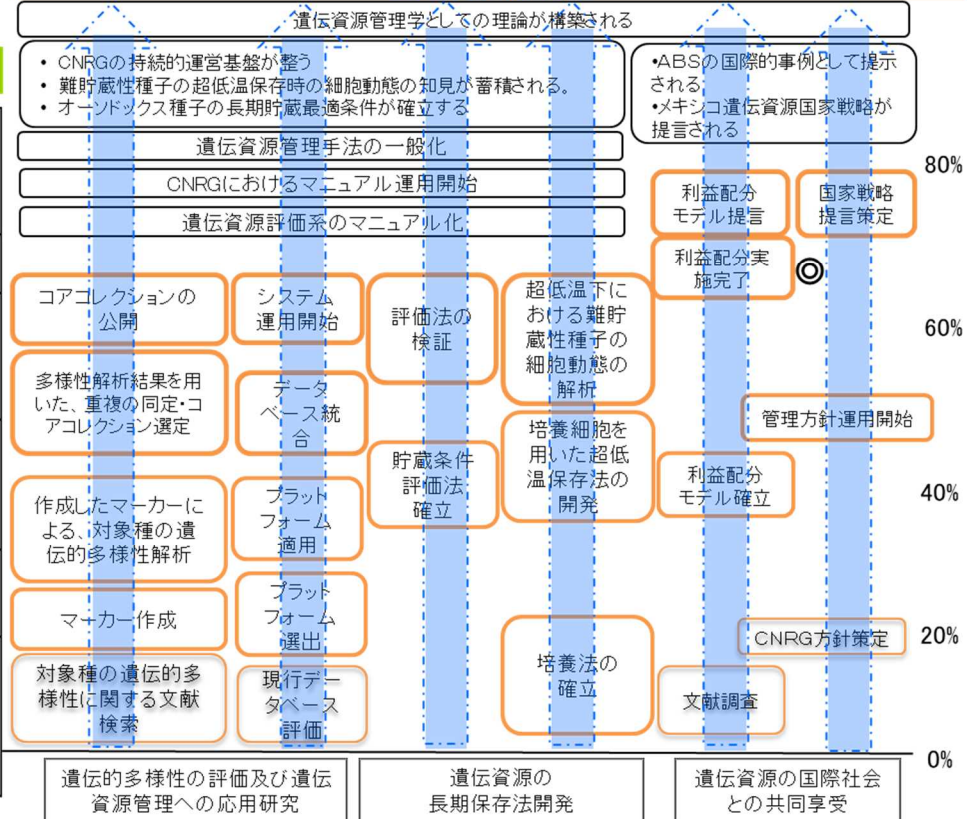 遺伝資源管理学としての理論が構築される
• CNRGの持続的運営基盤が整う
• 難貯蔵性種子の超低温保存時の細胞動態の知見が蓄積される。
• オーソドックス種子の長期貯蔵最適条件が確立する
•ABSの国際的事例として提示
される
•メキシコ遺伝資源国家戦略が
提言される
遺伝資源管理手法の一般化
CNRGにおけるマニュアル運用開始
遺伝資源評価系のマニュアル化
80%
利益配分
モデル提言
国家戦略
提言策定
利益配分実
施完了
◎
コアコレクションの
公開
システム
運用開始
評価法の
検証
超低温下に
おける難貯
蔵性種子の
細胞動態の
解析
60%
多様性解析結果を用
いた、重複の同定・コ
アコレクション選定
データ
ベース統
合
管理方針運用開始
培養細胞を
用いた超低
温保存法の
開発
貯蔵条件
評価法
確立
利益配分
モデル確立
40%
作成したマーカーに
よる、対象種の遺
伝的多様性解析
プラット
フォーム
適用
マーカー作成
プラット
フォーム
選出
20%
CNRG方針策定
培養法の
確立
対象種の遺伝的多
様性に関する文献
検索
現行デー
タベース
評価
文献調査
0%
遺伝的多様性の評価及び遺伝
資源管理への応用研究
遺伝資源の
長期保存法開発
遺伝資源の国際社会
との共同享受